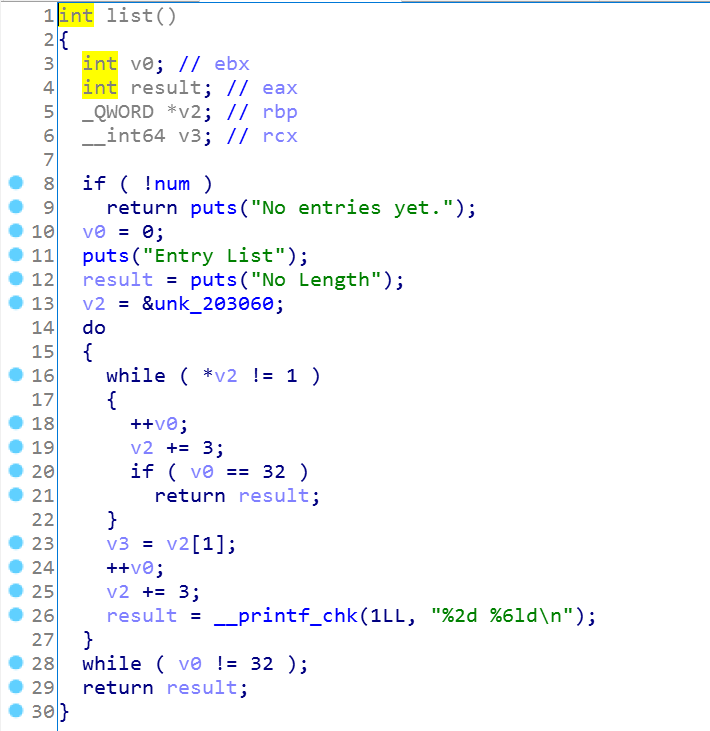 1 int list()
2 {
3   int v0; // ebx
4   int result; // eax
5   _QWORD *v2; // rbp
6   __int64 v3; // rcx
7
8   if ( !num )
9     return puts("No entries yet.");
10   v0 = 0;
11   puts("Entry List");
12   result = puts("No Length");
13   v2 = &unk_203060;
14   do
15   {
16     while ( *v2 != 1 )
17     {
18       ++v0;
19       v2 += 3;
20       if ( v0 == 32 )
21         return result;
22     }
23     v3 = v2[1];
24     ++v0;
25     v2 += 3;
26     result = __printf_chk(1LL, "%2d %6ld\n");
27   }
28   while ( v0 != 32 );
29   return result;
30 }